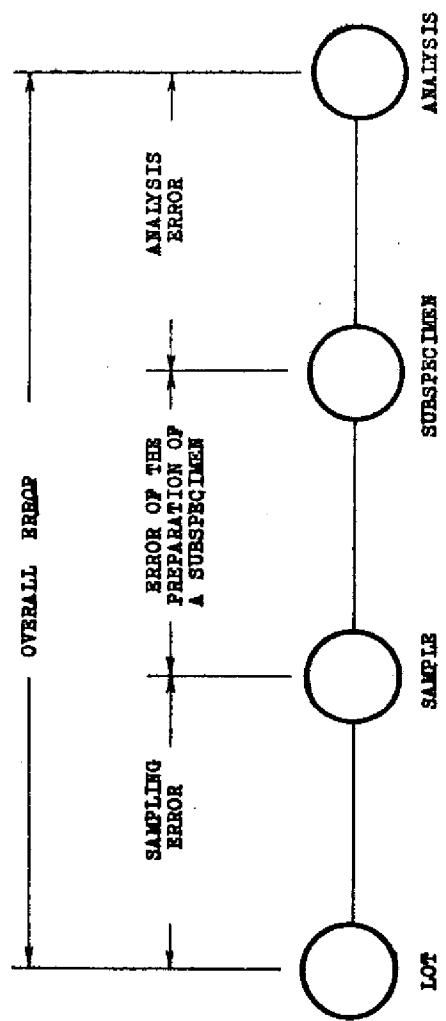 OVERALL ERROR
SAMPLING
ERROR
ERROR OF THE
PREPARATION OF
A SUBSPECIMEN
ANALYSIS
ERROR
LOT
SAMPLE
SUBSPECIMEN
ANALYSIS